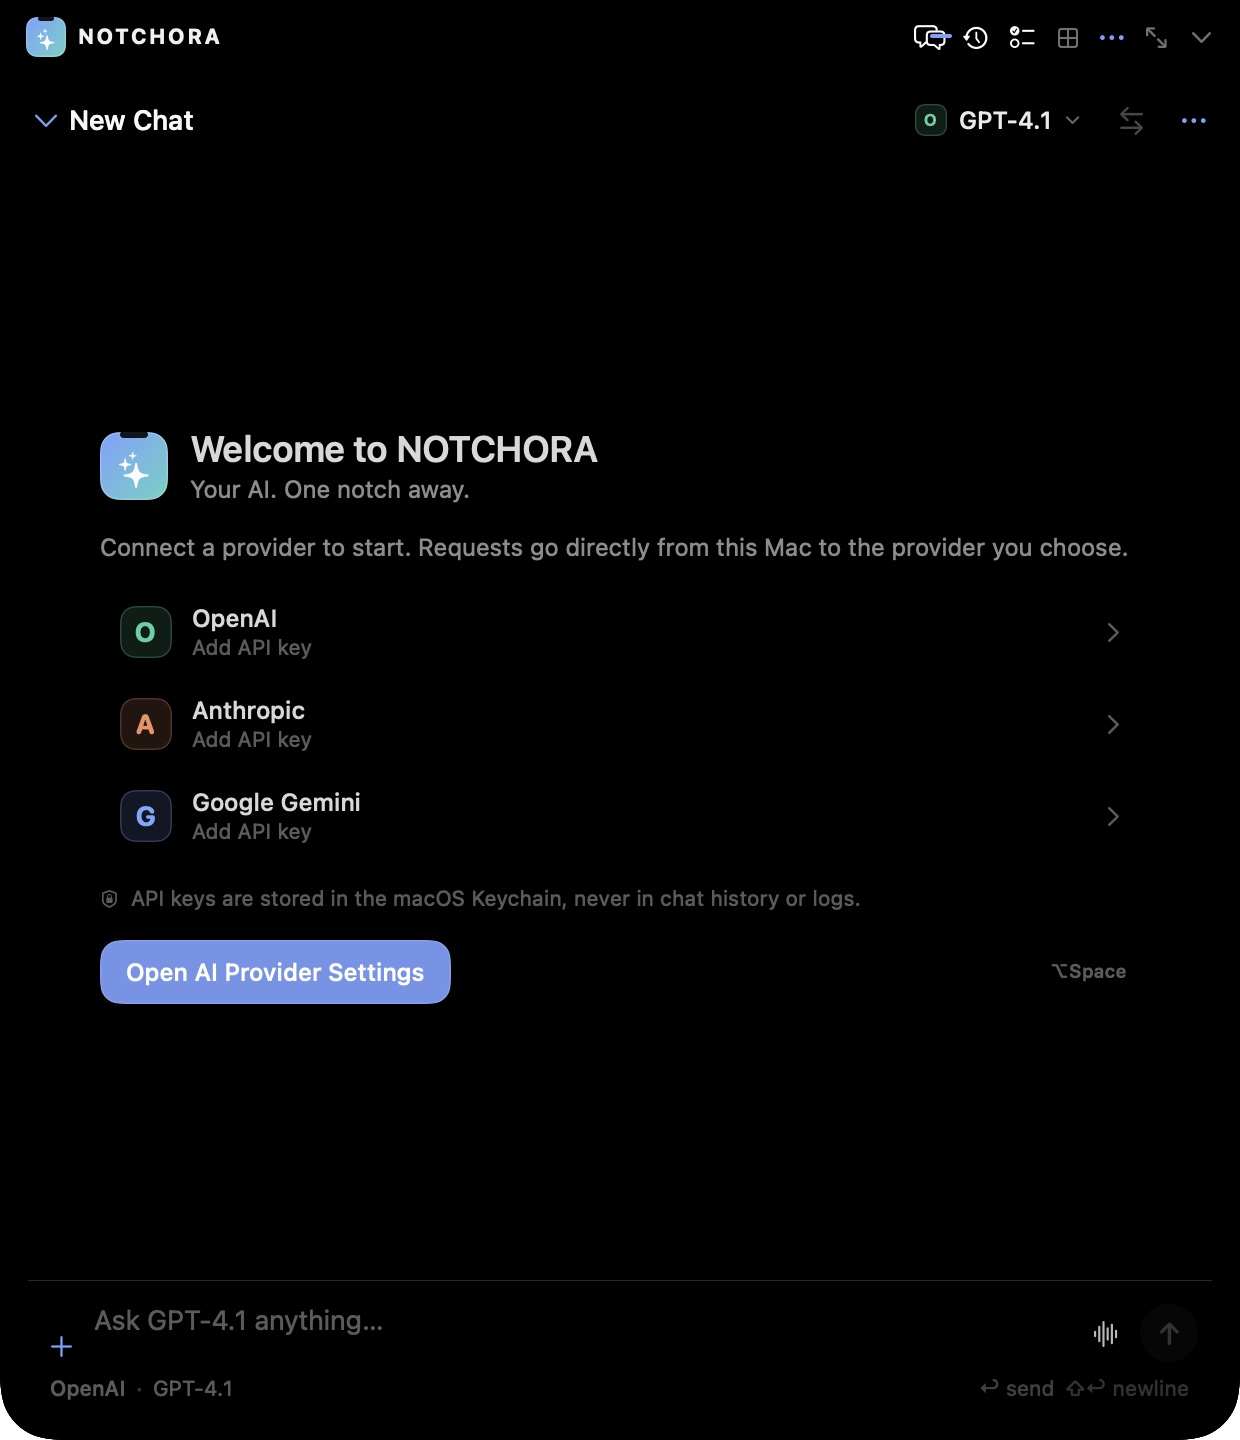 NOTCHORA
New Chat
O GPT-4.1
Welcome to NOTCHORA
Your AI. One notch away.
Connect a provider to start. Requests go directly from this Mac to the provider you choose.
O OpenAI
Add API key
A Anthropic
Add API key
G Google Gemini
Add API key
API keys are stored in the macOS Keychain, never in chat history or logs.
Open AI Provider Settings
⌥Space
Ask GPT-4.1 anything...
OpenAI · GPT-4.1
↩ send ⇧↩ newline